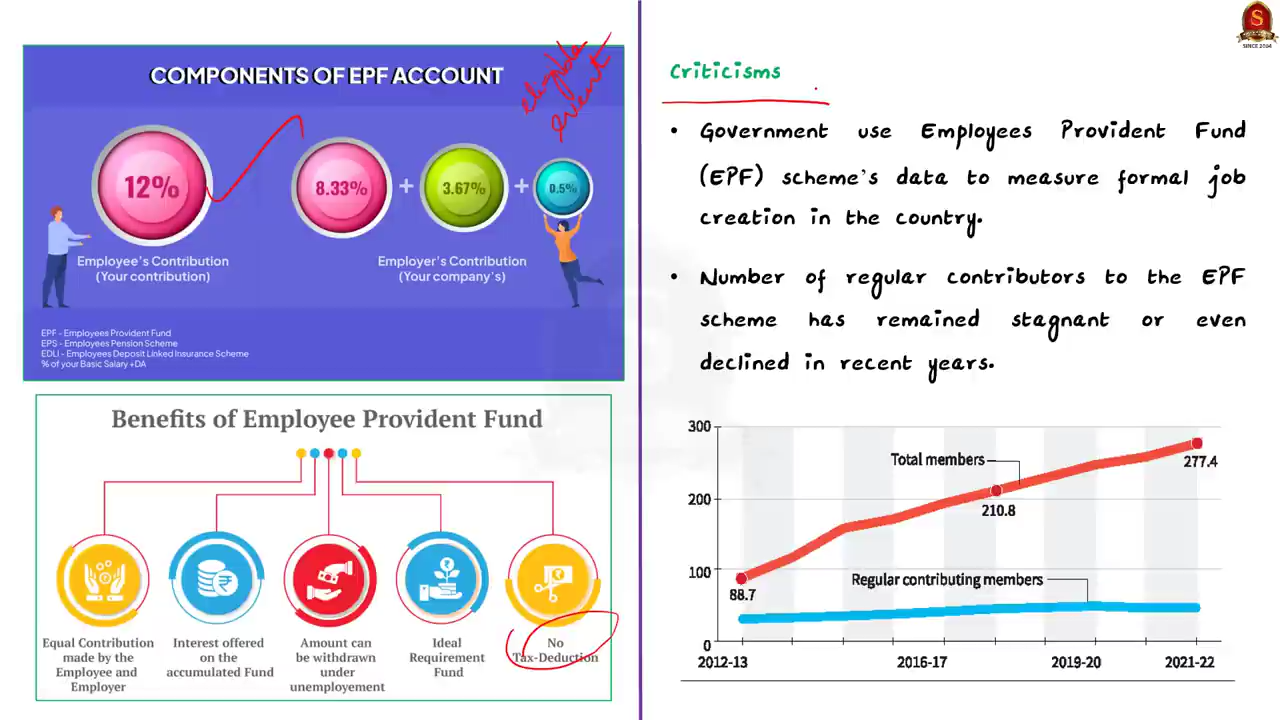 COMPONENTS OF EPF ACCOUNT
12%
8.33%
+
3.67%
+
0.5%
Employee's Contribution
(Your contribution)
Employer's Contribution
(Your company's)
EPF - Employees Provident Fund
EPS - Employees Pension Scheme
EDLI - Employees Deposit Linked Insurance Scheme
% of your Basic Salary +DA
Benefits of Employee Provident Fund
Equal Contribution
made by the
Employee and
Employer
Interest offered
on the
accumulated Fund
Amount can
be withdrawn
under
unemployement
Ideal
Requirement
Fund
No
Tax-Deduction
S
SINCE 2004
Criticisms
• Government use Employees Provident Fund
(EPF) scheme's data to measure formal job
creation in the country.
• Number of regular contributors to the EPF
scheme has remained stagnant or even
declined in recent years.
300
200
100
0
Total members
277.4
210.8
88.7
Regular contributing members
2012-13
2016-17
2019-20
2021-22